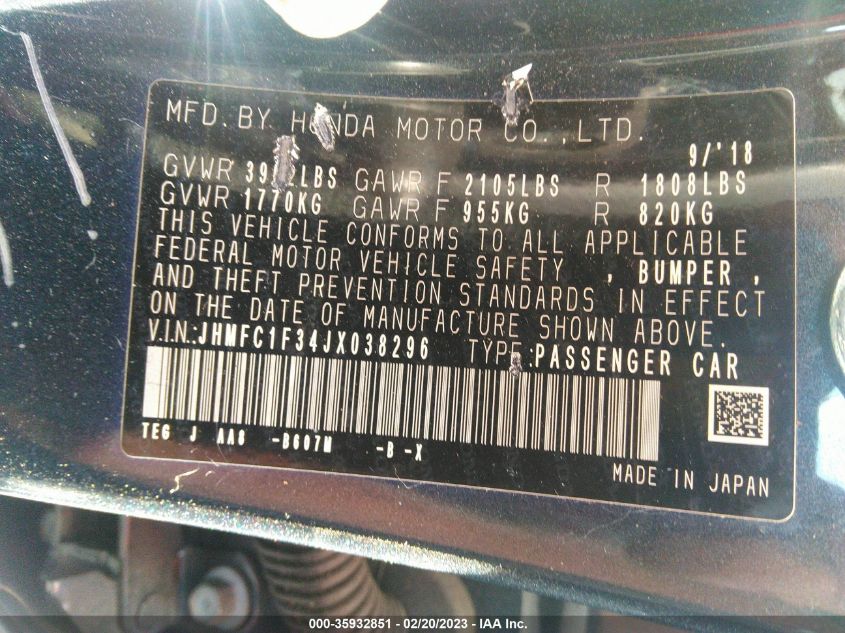 MFD. BY HONDA MOTOR CO., LTD.
9/'18
GVWR GAWR F 2105LBS R 1808LBS
GVWR 1770KG GAWR F 955KG R 820KG
THIS VEHICLE CONFORMS TO ALL APPLICABLE
FEDERAL MOTOR VEHICLE SAFETY , BUMPER ,
AND THEFT PREVENTION STANDARDS IN EFFECT
ON THE DATE OF MANUFACTURE SHOWN ABOVE.
V.I.N.:JHMFC1F34JX038296 TYPE:PASSENGER CAR
TEG J AA8 -B607M -B -X
MADE IN JAPAN
000-35932851 - 02/20/2023 - IAA Inc.